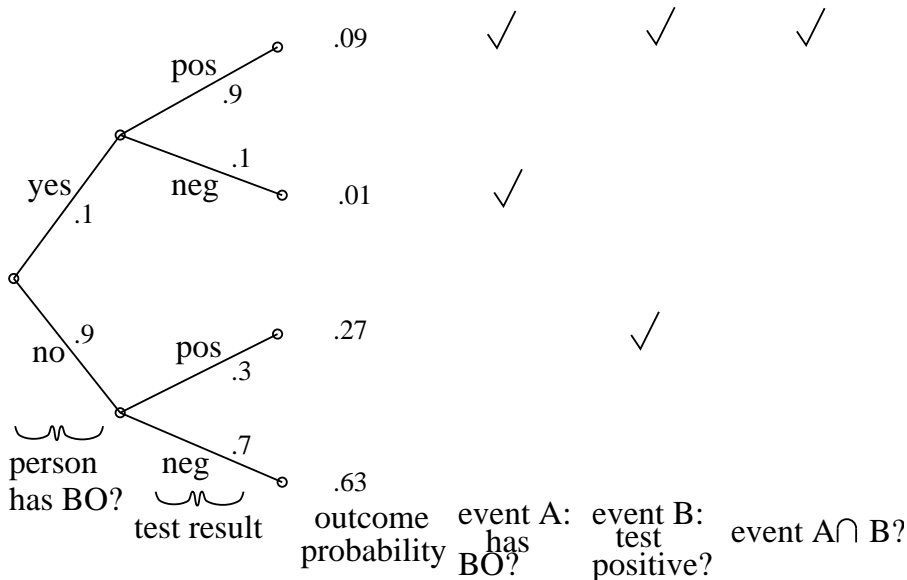 .09
pos
.9
.1
yes
neg
.01
.1
.9
.27
no
pos
.3
.7
person
has BO?
neg
.63
test result
outcome
probability
event A:
has
BO?
event B:
test
positive?
event A∩ B?